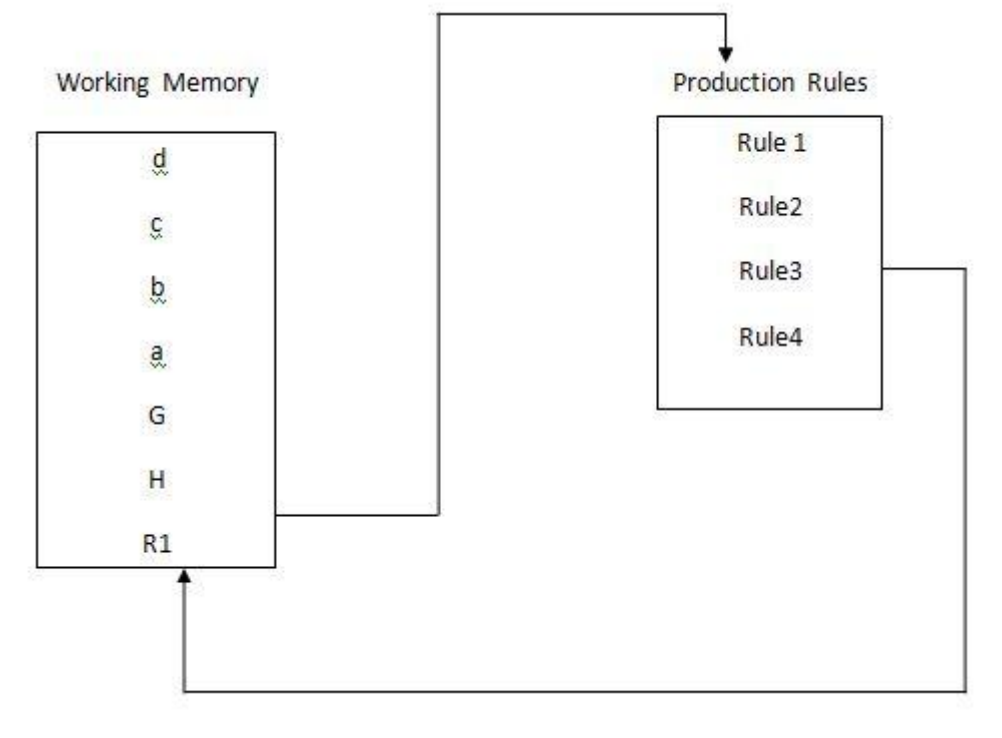 Working Memory
d
c
b
a
G
H
R1
Production Rules
Rule 1
Rule2
Rule3
Rule4